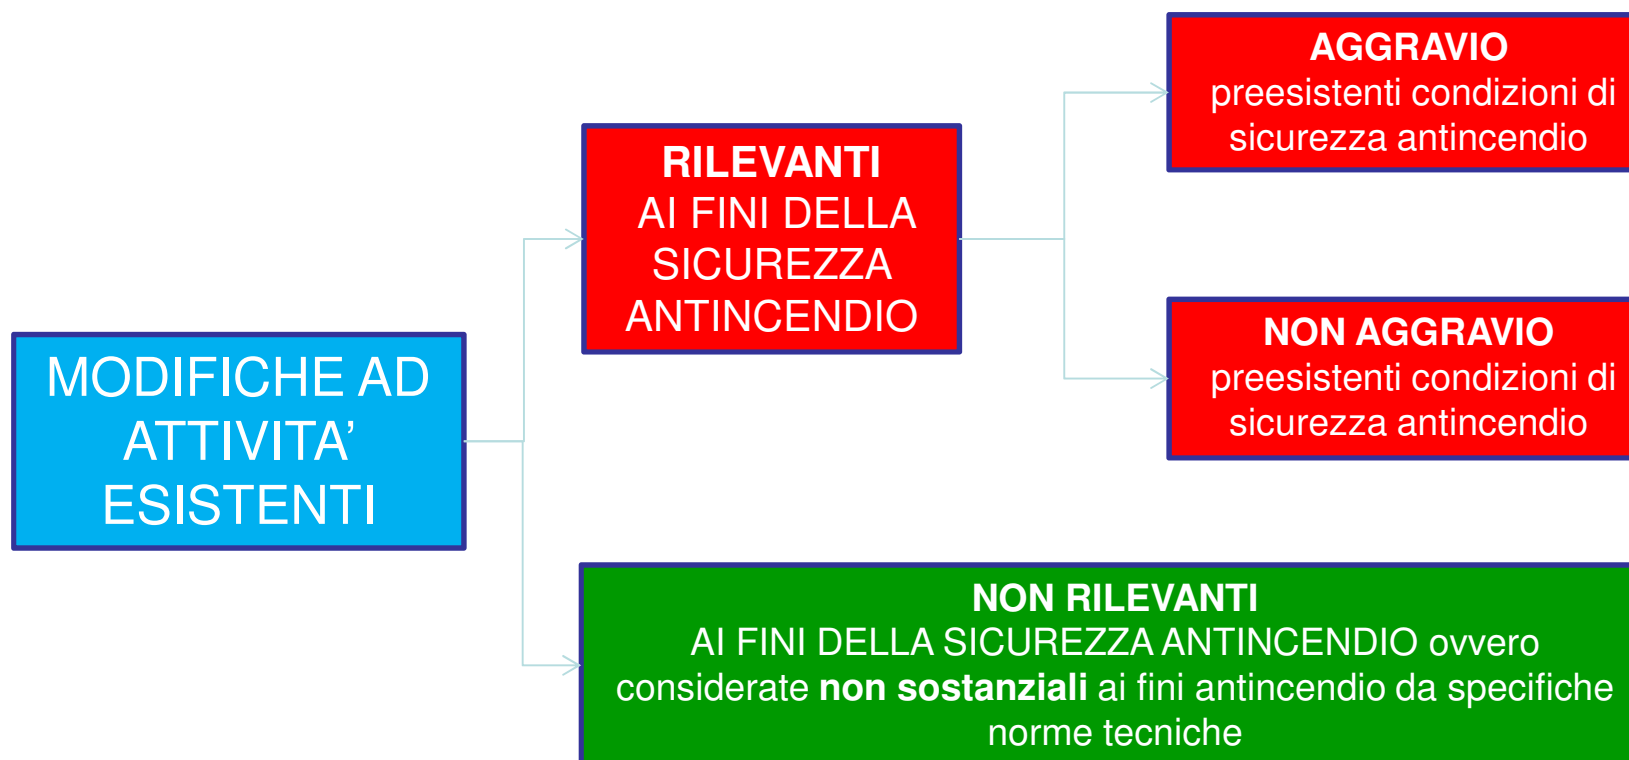 MODIFICHE AD
ATTIVITA’
ESISTENTI
RILEVANTI
AI FINI DELLA
SICUREZZA
ANTINCENDIO
AGGRAVIO
preesistenti condizioni di
sicurezza antincendio
NON AGGRAVIO
preesistenti condizioni di
sicurezza antincendio
NON RILEVANTI
AI FINI DELLA SICUREZZA ANTINCENDIO ovvero
considerate non sostanziali ai fini antincendio da specifiche
norme tecniche